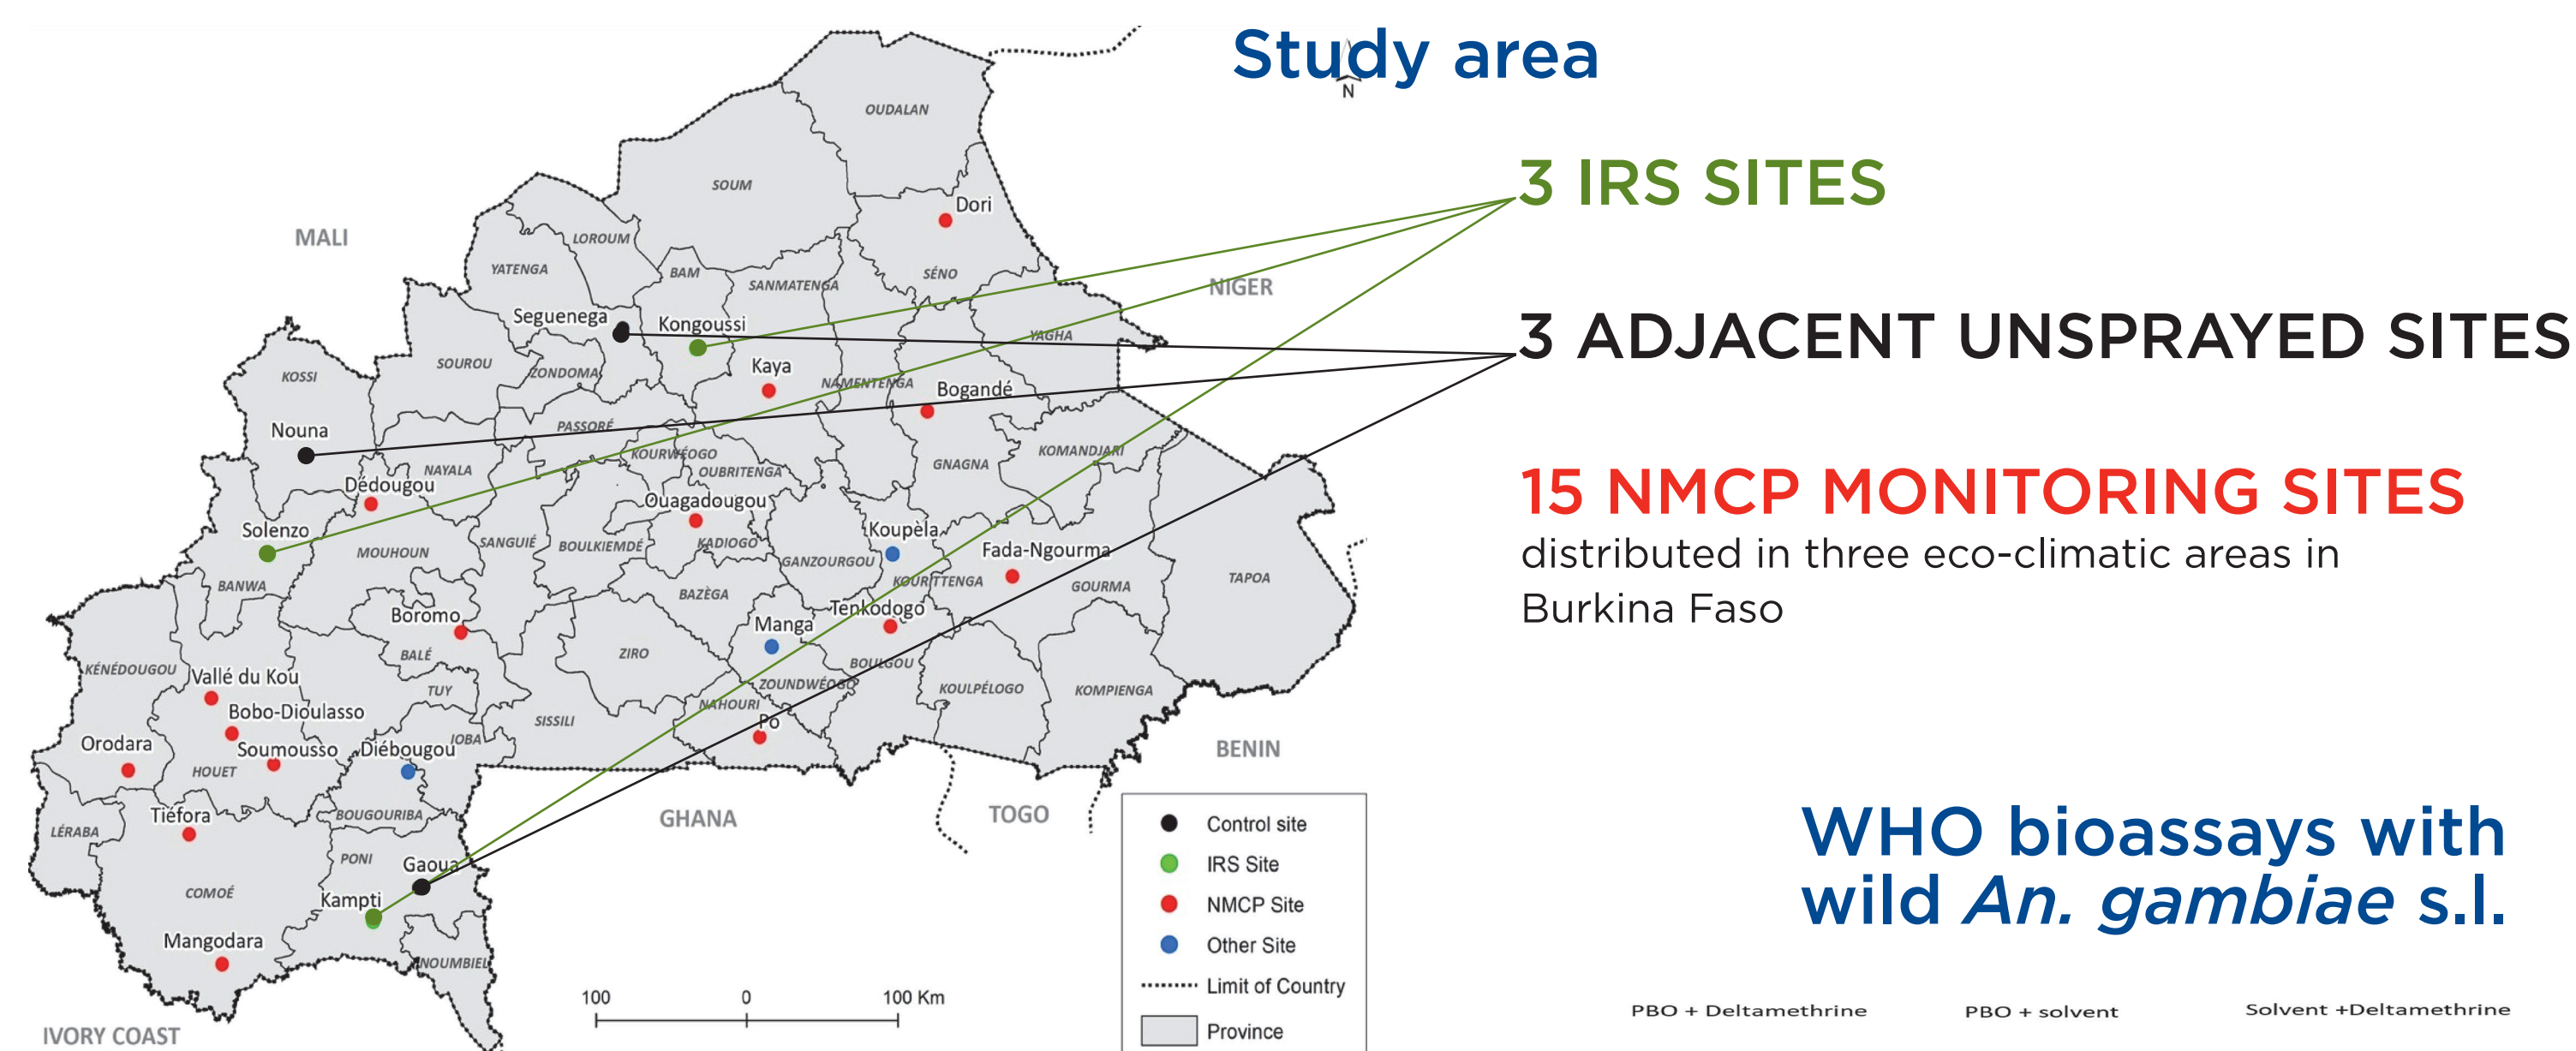 Study area
N
3 IRS SITES
3 ADJACENT UNSPRAYED SITES
15 NMCP MONITORING SITES
distributed in three eco-climatic areas in
Burkina Faso
WHO bioassays with
wild An. gambiae s.l.
PBO + Deltamethrine
PBO + solvent
Solvent +Deltamethrine
OUDALAN
SOUM
Dori
MALI
LOROUM
YATENGA
BAM
SÉNO
SANMATENGA
NIGER
Seguenega
Kongoussi
YAGHA
SOUROU
ZONDOMA
Kaya
KOSSI
NAMENTENGA
Bogandé
Nouna
PASSORÉ
KOURWÉOGO
KOMANDJARI
NAYALA
OUBRITENGA
GNAGNA
Dédougou
Ouagadougou
Solenzo
Koupèla
MOUHOUN
SANGUIÉ
BOULKIEMDÉ
KADIOGO
Fada-Ngourma
GANZOURGOU
BANWA
KOURITTENGA
GOURMA
TAPOA
BAZÈGA
Boromo
Tenkodogo
Manga
KÉNÉDOUGOU
BALÉ
ZIRO
BOULGOU
Vallé du Kou
TUY
ZOUNDWÉOGO
KOULPÉLOGO
KOMPIENGA
Bobo-Dioulasso
SISSILI
NAHOURI
Po
Orodara
Soumousso
Diébougou
IOBA
HOUET
BENIN
Tiéfora
BOUGOURIBA
GHANA
TOGO
LÉRABA
PONI
Gaoua
COMOÉ
Kampti
Mangodara
NOUMBIEL
IVORY COAST
100 0 100 Km
Control site
IRS Site
NMCP Site
Other Site
Limit of Country
Province